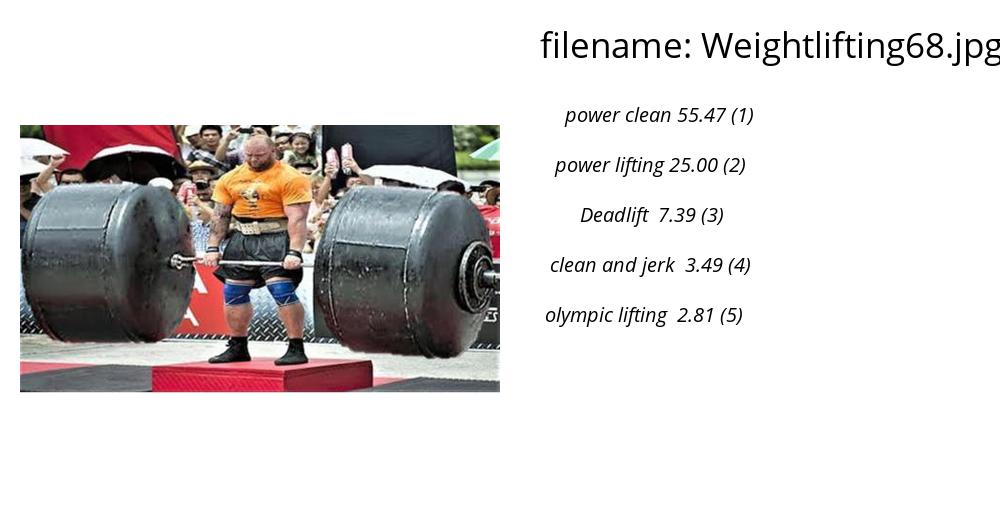 filename: Weightlifting68.jpg
power clean 55.47 (1)
power lifting 25.00 (2)
Deadlift 7.39 (3)
clean and jerk 3.49 (4)
olympic lifting 2.81 (5)